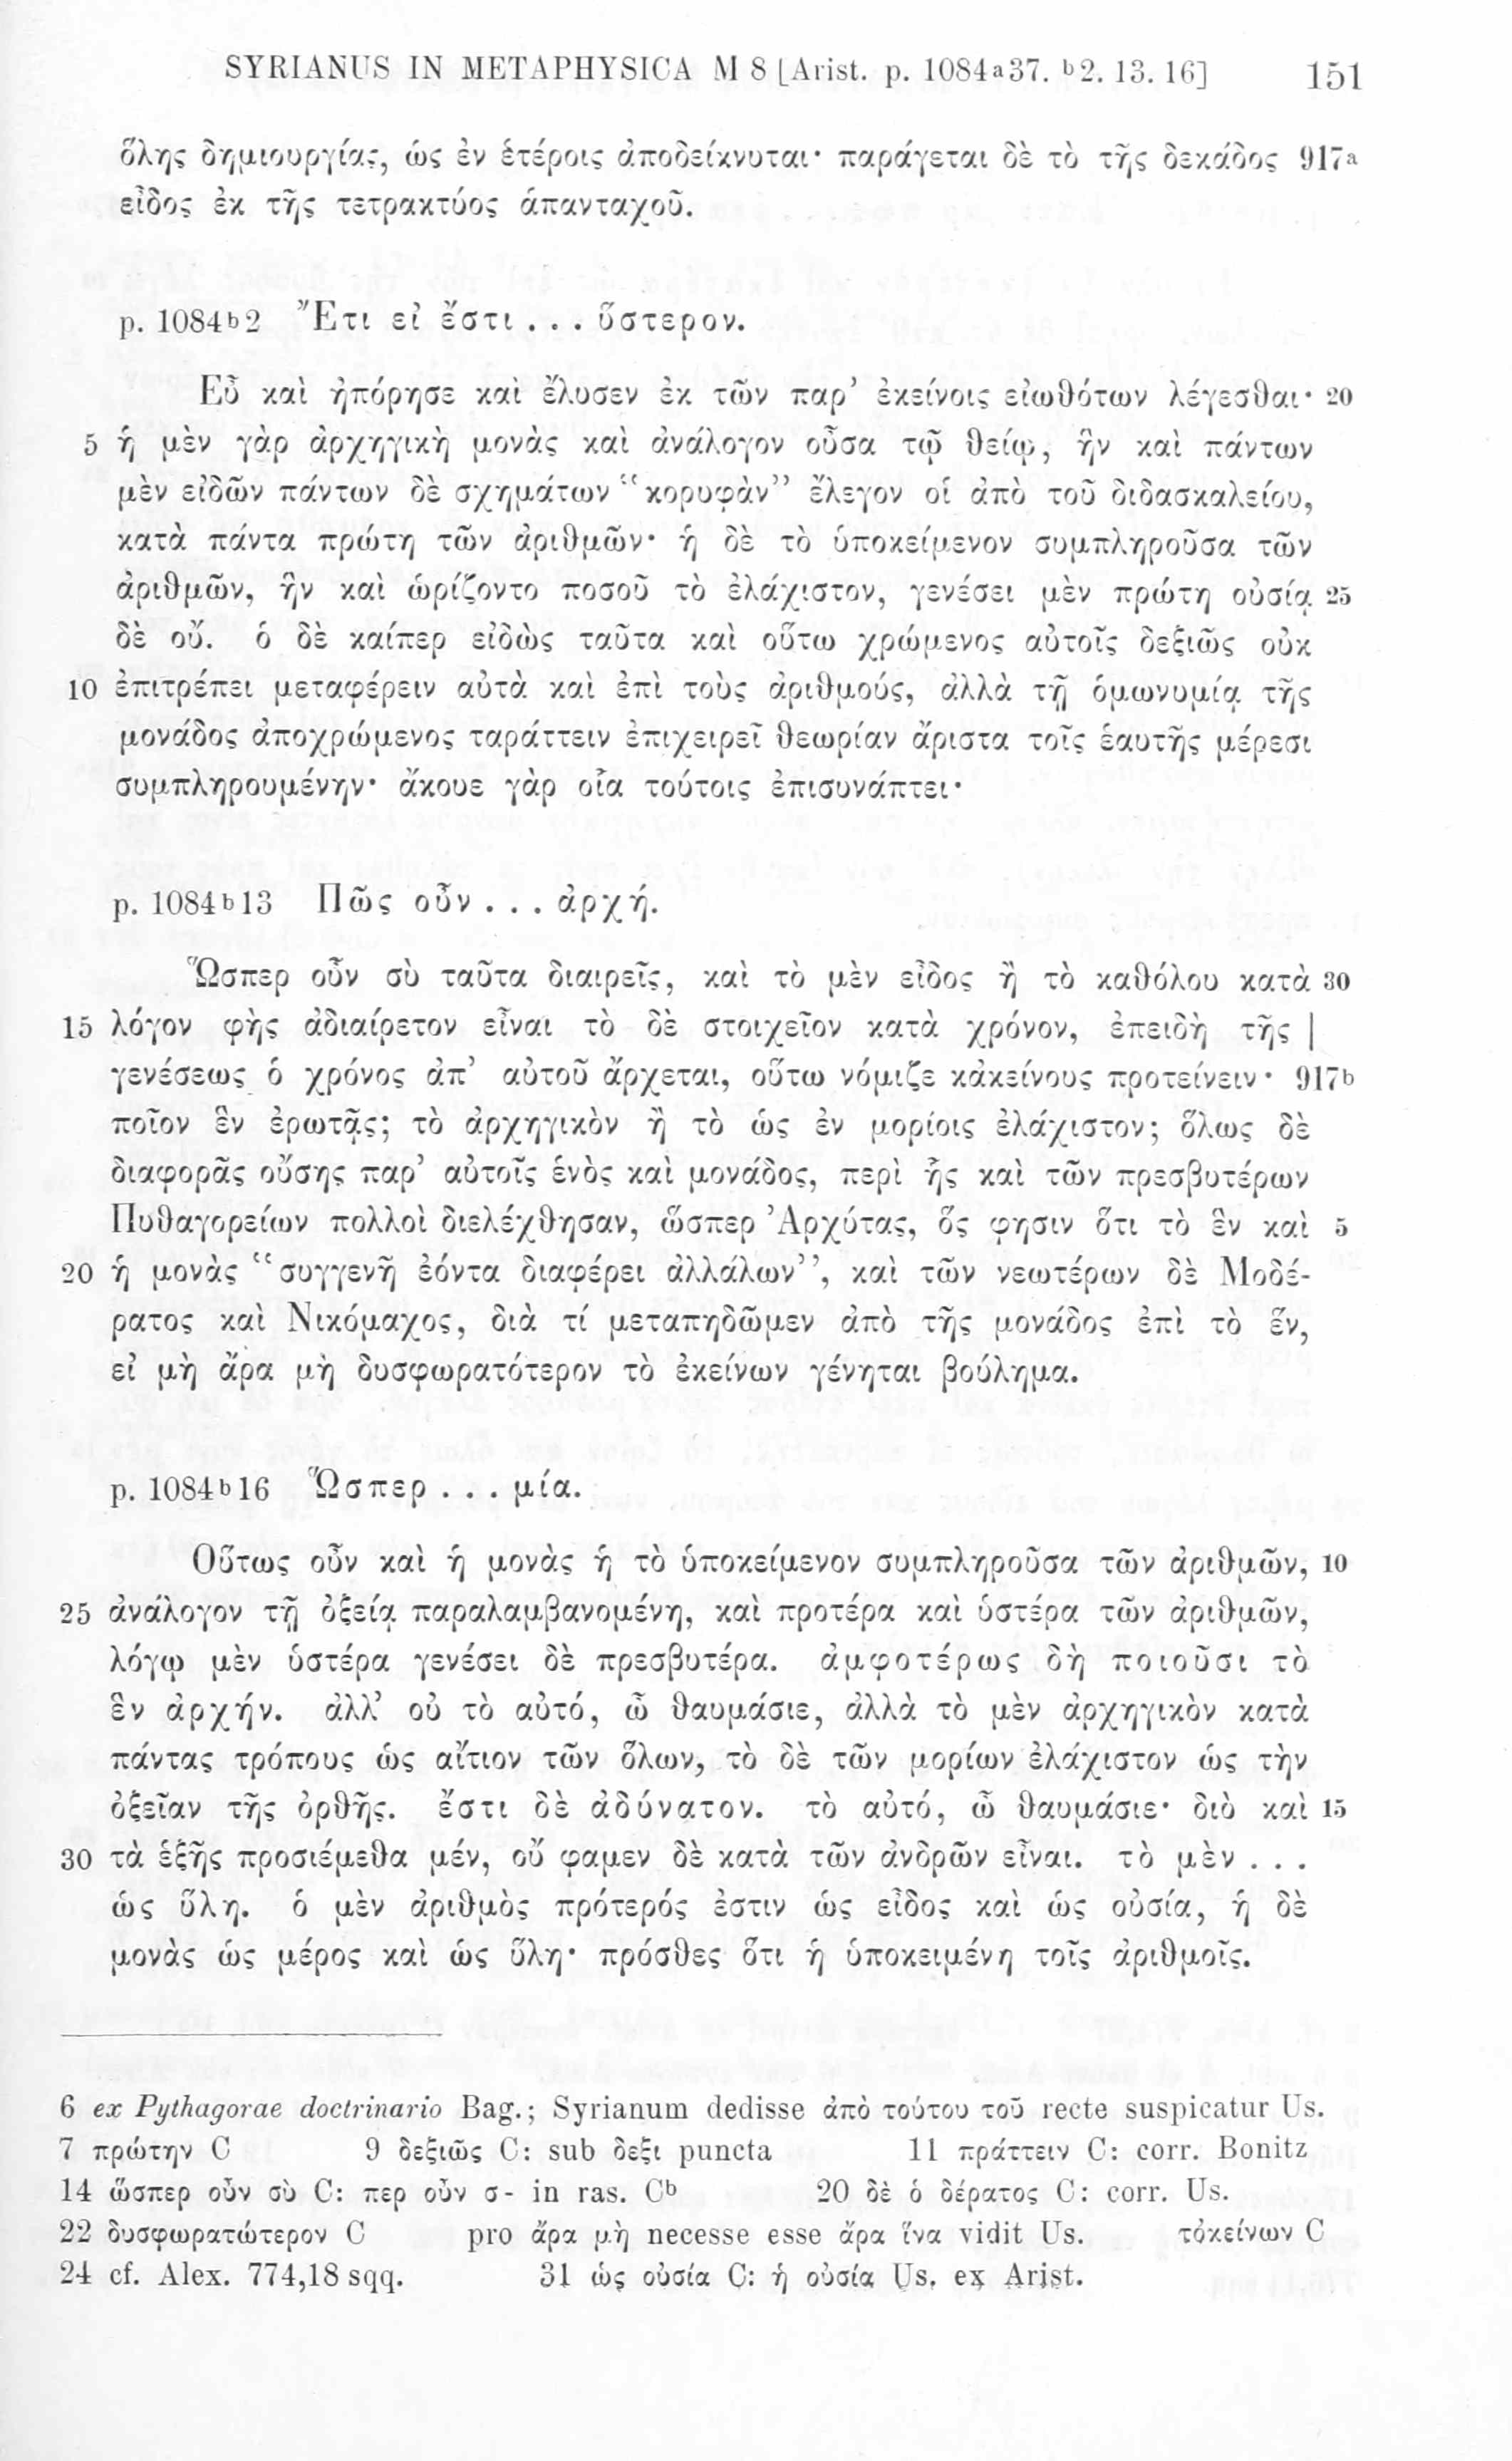 SYRIANUS IN METAPHYSICA M 8 [Arist. p. 1084a37. b2. 13. 16] 151
ὅλης δημιουργίας, ὡς ἐν ἑτέροις ἀποδείκνυται· παράγεται δὲ τὸ τῆς δεκάδος 917a
εἶδος ἐκ τῆς τετρακτύος ἁπανταχοῦ.
p. 1084b2 Ἔτι εἰ ἔστι . . . ὕστερον.
Εὖ καὶ ἠπόρησε καὶ ἔλυσεν ἐκ τῶν παρ’ ἐκείνοις εἰωθότων λέγεσθαι· 20
5 ἡ μὲν γὰρ ἀρχηγικὴ μονὰς καὶ ἀνάλογον οὖσα τῷ θείῳ, ἣν καὶ πάντων
μὲν εἰδῶν πάντων δὲ σχημάτων “κορυφὰν” ἔλεγον οἱ ἀπὸ τοῦ διδασκαλείου,
κατὰ πάντα πρώτη τῶν ἀριθμῶν· ἡ δὲ τὸ ὑποκείμενον συμπληροῦσα τῶν
ἀριθμῶν, ἣν καὶ ὡρίζοντο ποσοῦ τὸ ἐλάχιστον, γενέσει μὲν πρώτη οὐσίᾳ 25
δὲ οὔ. ὁ δὲ καίπερ εἰδὼς ταῦτα καὶ οὕτω χρώμενος αὐτοῖς δεξιῶς οὐκ
10 ἐπιτρέπει μεταφέρειν αὐτὰ καὶ ἐπὶ τοὺς ἀριθμούς, ἀλλὰ τῇ ὁμωνυμίᾳ τῆς
μονάδος ἀποχρώμενος ταράττειν ἐπιχειρεῖ θεωρίαν ἄριστα τοῖς ἑαυτῆς μέρεσι
συμπληρουμένην· ἄκουε γὰρ οἷα τούτοις ἐπισυνάπτει·
p. 1084b13 Πῶς οὖν . . . ἀρχή.
Ὥσπερ οὖν σὺ ταῦτα διαιρεῖς, καὶ τὸ μὲν εἶδος ἢ τὸ καθόλου κατὰ 30
15 λόγον φὴς ἀδιαίρετον εἶναι τὸ δὲ στοιχεῖον κατὰ χρόνον, ἐπειδὴ τῆς |
γενέσεως ὁ χρόνος ἀπ’ αὐτοῦ ἄρχεται, οὕτω νόμιζε κἀκείνους προτείνειν· 917b
ποῖον ἓν ἐρωτᾷς; τὸ ἀρχηγικὸν ἢ τὸ ὡς ἐν μορίοις ἐλάχιστον; ὅλως δὲ
διαφορᾶς οὔσης παρ’ αὐτοῖς ἑνὸς καὶ μονάδος, περὶ ἧς καὶ τῶν πρεσβυτέρων
Πυθαγορείων πολλοὶ διελέχθησαν, ὥσπερ Ἀρχύτας, ὅς φησιν ὅτι τὸ ἓν καὶ 5
20 ἡ μονὰς “συγγενῆ ἐόντα διαφέρει ἀλλάλων”, καὶ τῶν νεωτέρων δὲ Μοδέ-
ρατος καὶ Νικόμαχος, διὰ τί μεταπηδῶμεν ἀπὸ τῆς μονάδος ἐπὶ τὸ ἕν,
εἰ μὴ ἄρα μὴ δυσφωρατότερον τὸ ἐκείνων γένηται βούλημα.
p. 1084b16 Ὥσπερ . . . μία.
Οὕτως οὖν καὶ ἡ μονὰς ἡ τὸ ὑποκείμενον συμπληροῦσα τῶν ἀριθμῶν, 10
25 ἀνάλογον τῇ ὀξείᾳ παραλαμβανομένη, καὶ προτέρα καὶ ὑστέρα τῶν ἀριθμῶν,
λόγῳ μὲν ὑστέρα γενέσει δὲ πρεσβυτέρα. ἀμφοτέρως δὴ ποιοῦσι τὸ
ἓν ἀρχήν. ἀλλ’ οὐ τὸ αὐτό, ὦ θαυμάσιε, ἀλλὰ τὸ μὲν ἀρχηγικὸν κατὰ
πάντας τρόπους ὡς αἴτιον τῶν ὅλων, τὸ δὲ τῶν μορίων ἐλάχιστον ὡς τὴν
ὀξεῖαν τῆς ὀρθῆς. ἔστι δὲ ἀδύνατον. τὸ αὐτό, ὦ θαυμάσιε· διὸ καὶ 15
30 τὰ ἑξῆς προσιέμεθα μέν, οὔ φαμεν δὲ κατὰ τῶν ἀνδρῶν εἶναι. τὸ μὲν . . .
ὡς ὕλη. ὁ μὲν ἀριθμὸς πρότερός ἐστιν ὡς εἶδος καὶ ὡς οὐσία, ἡ δὲ
μονὰς ὡς μέρος καὶ ὡς ὕλη· πρόσθες ὅτι ἡ ὑποκειμένη τοῖς ἀριθμοῖς.
6 ex Pythagorae doctrinario Bag.; Syrianum dedisse ἀπὸ τούτου τοῦ recte suspicatur Us.
7 πρώτην C 9 δεξιῶς C: sub δεξι puncta 11 πράττειν C: corr. Bonitz
14 ὥσπερ οὖν σὺ C: περ οὖν σ- in ras. Cb 20 δὲ ὁ δέρατος C: corr. Us.
22 δυσφωρατώτερον C pro ἄρα μὴ necesse esse ἄρα ἵνα vidit Us. τὀκείνων C
24 cf. Alex. 774,18 sqq. 31 ὡς οὐσία C: ἡ οὐσία Us. ex Arist.